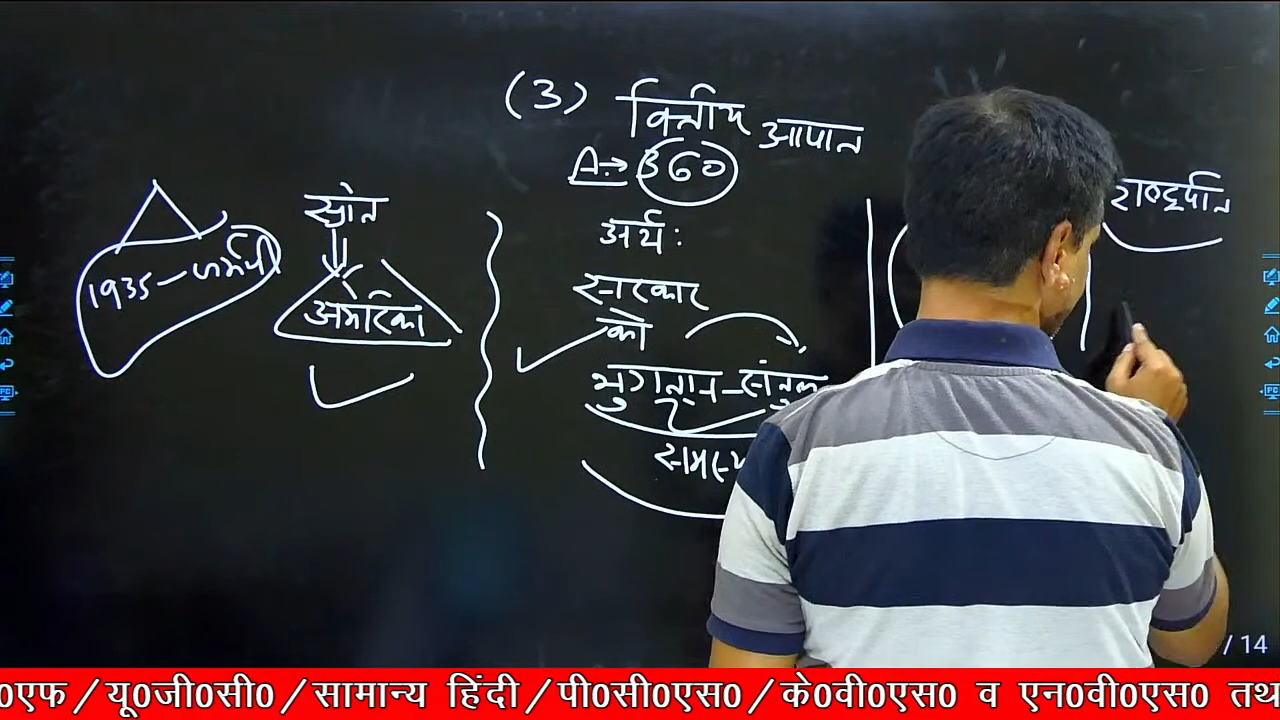 (3) वित्तीय आपात
A.→ 360
स्रोत
अमेरिका
1935 – जर्मनी
अर्थ :
सरकार
को
भुगतान – संतुल
समस्
राष्ट्रपति
/ 14
0एफ / यू0जी0सी0 / सामान्य हिंदी / पी0सी0एस0 / के0वी0एस0 व एन0वी0एस0 तथ